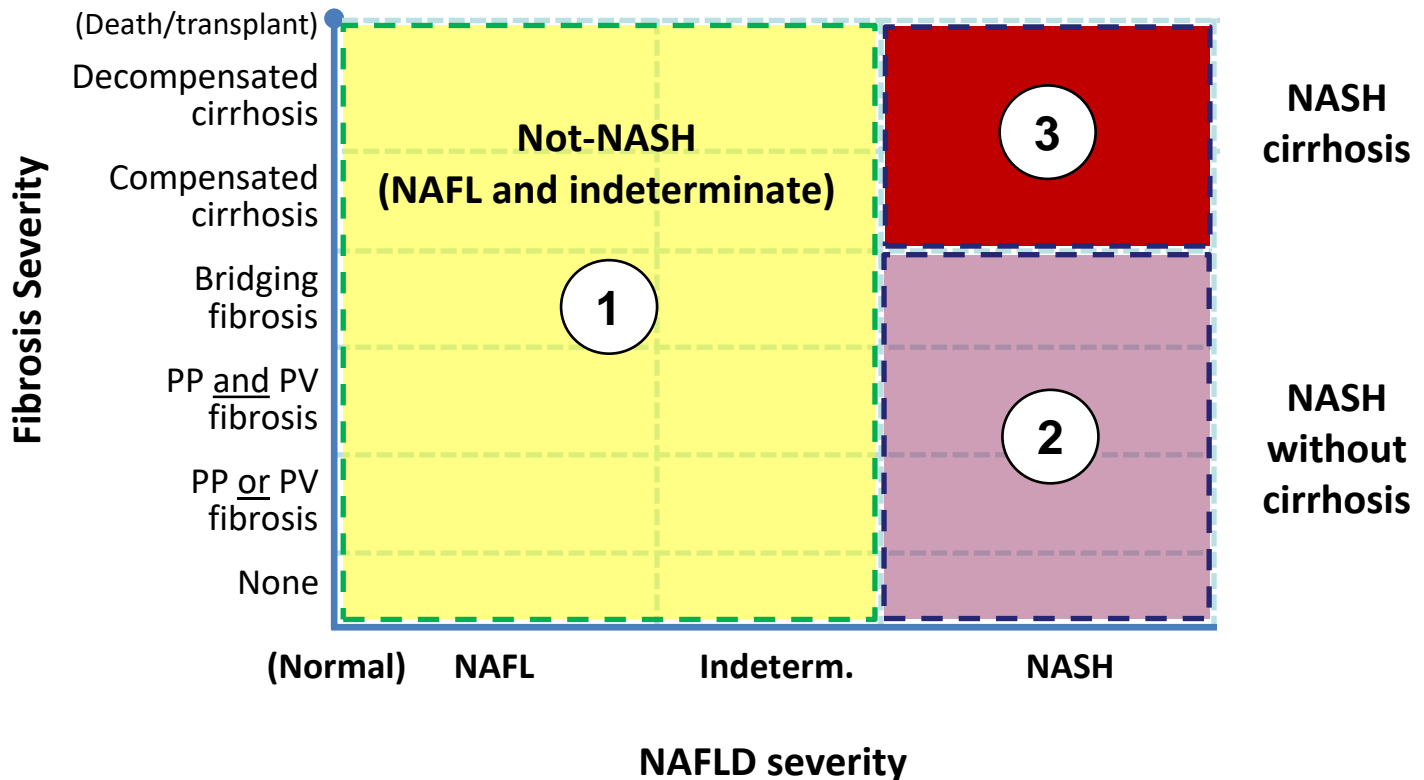 (Death/transplant)
Decompensated
cirrhosis
Compensated
cirrhosis
Bridging
fibrosis
PP and PV
fibrosis
PP or PV
fibrosis
None
Fibrosis Severity
Not-NASH
(NAFL and indeterminate)
1
3
2
NASH
cirrhosis
NASH
without
cirrhosis
(Normal)
NAFL
Indeterm.
NASH
NAFLD severity